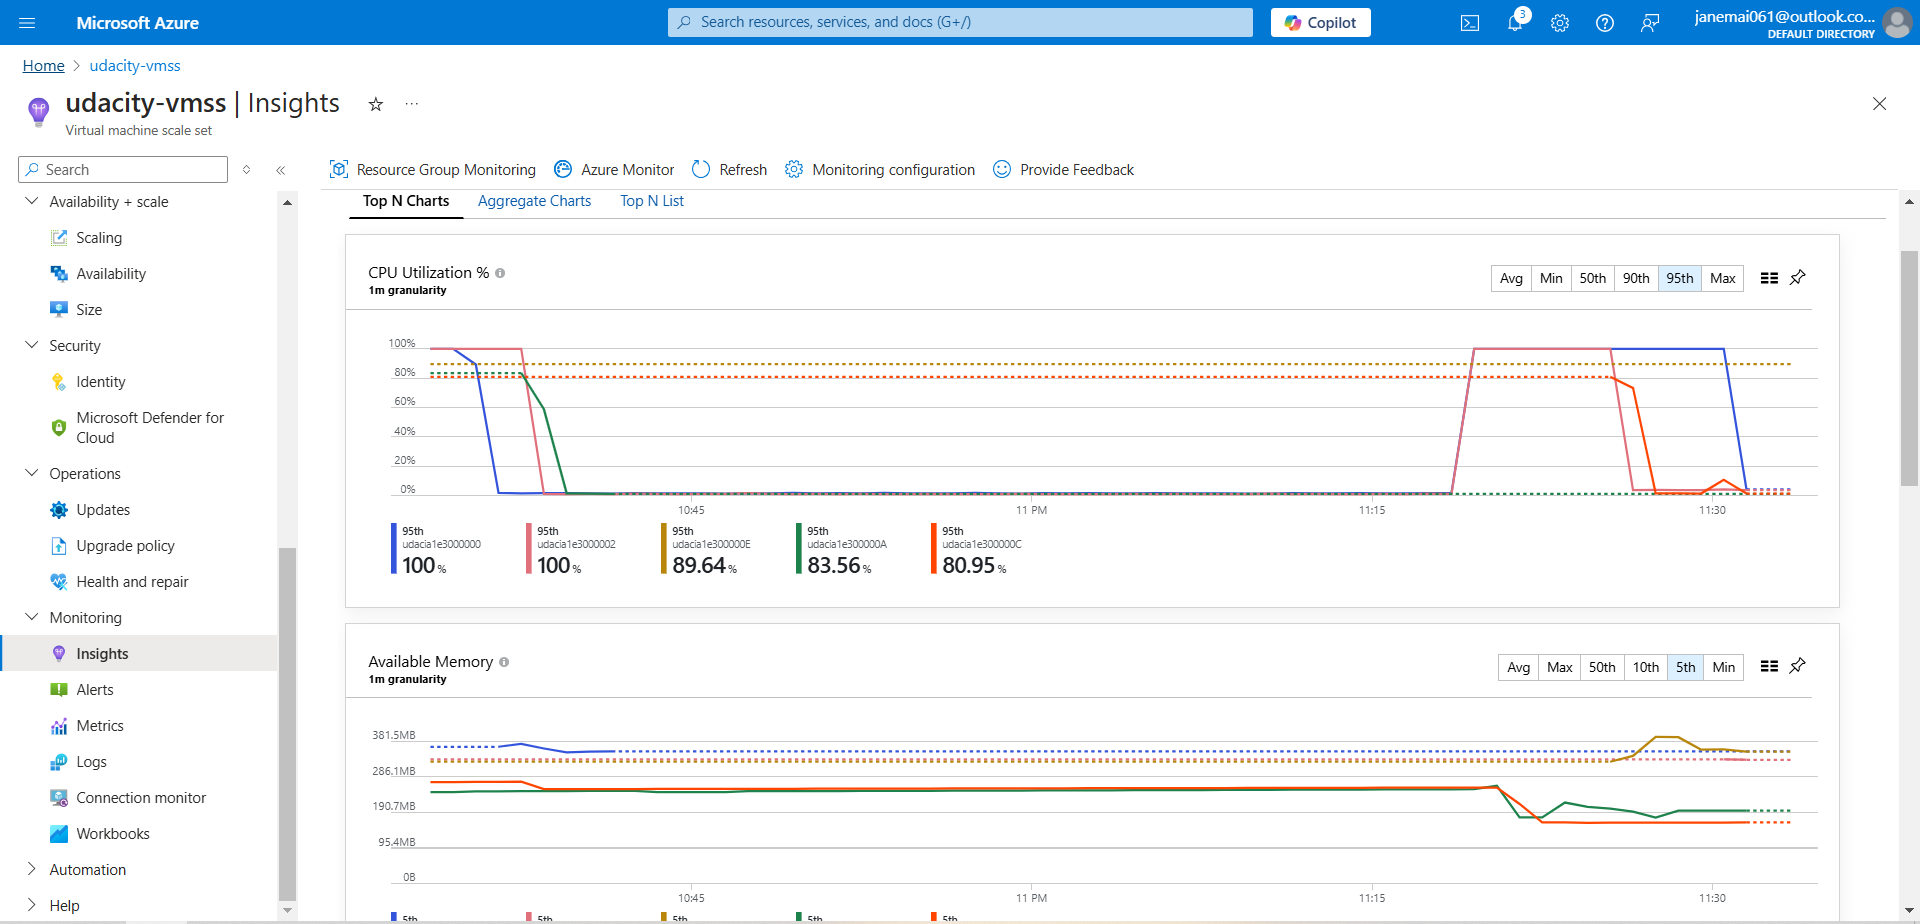 Microsoft Azure
Search resources, services, and docs (G+/)
Copilot
3
janemai061@outlook.co...
DEFAULT DIRECTORY
Home > udacity-vmss
udacity-vmss | Insights
Virtual machine scale set
Search
Availability + scale
Scaling
Availability
Size
Security
Identity
Microsoft Defender for
Cloud
Operations
Updates
Upgrade policy
Health and repair
Monitoring
Insights
Alerts
Metrics
Logs
Connection monitor
Workbooks
Automation
Help
Resource Group Monitoring
Azure Monitor
Refresh
Monitoring configuration
Provide Feedback
Top N Charts
Aggregate Charts
Top N List
CPU Utilization %
1m granularity
Avg Min 50th 90th 95th Max
100%
80%
60%
40%
20%
0%
10:45 11 PM 11:15 11:30
95th
udacia1e3000000
100 %
95th
udacia1e3000002
100 %
95th
udacia1e300000E
89.64 %
95th
udacia1e300000A
83.56 %
95th
udacia1e300000C
80.95 %
Available Memory
1m granularity
Avg Max 50th 10th 5th Min
381.5MB
286.1MB
190.7MB
95.4MB
0B
10:45 11 PM 11:15 11:30
5th 5th 5th 5th 5th